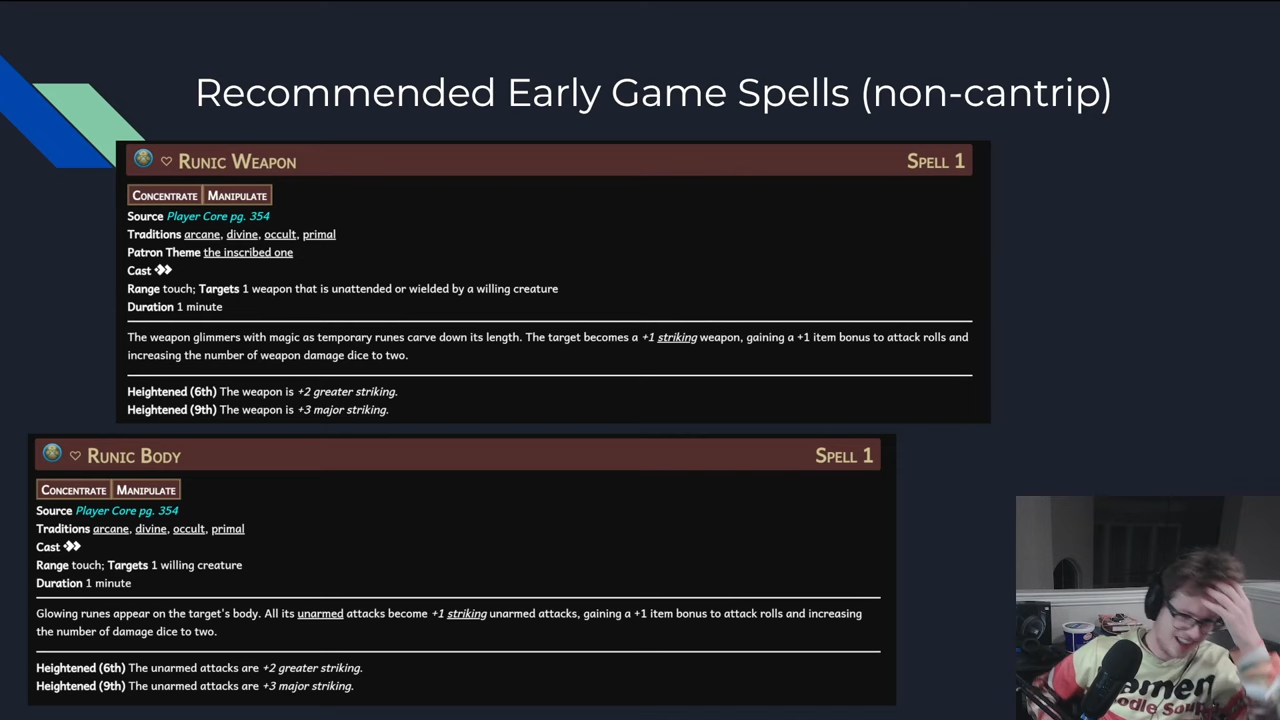 Recommended Early Game Spells (non-cantrip)
Runic Weapon Spell 1
Concentrate Manipulate
Source Player Core pg. 354
Traditions arcane, divine, occult, primal
Patron Theme the inscribed one
Cast
Range touch; Targets 1 weapon that is unattended or wielded by a willing creature
Duration 1 minute
The weapon glimmers with magic as temporary runes carve down its length. The target becomes a +1 striking weapon, gaining a +1 item bonus to attack rolls and
increasing the number of weapon damage dice to two.
Heightened (6th) The weapon is +2 greater striking.
Heightened (9th) The weapon is +3 major striking.
Runic Body Spell 1
Concentrate Manipulate
Source Player Core pg. 354
Traditions arcane, divine, occult, primal
Cast
Range touch; Targets 1 willing creature
Duration 1 minute
Glowing runes appear on the target's body. All its unarmed attacks become +1 striking unarmed attacks, gaining a +1 item bonus to attack rolls and increasing
the number of damage dice to two.
Heightened (6th) The unarmed attacks are +2 greater striking.
Heightened (9th) The unarmed attacks are +3 major striking.